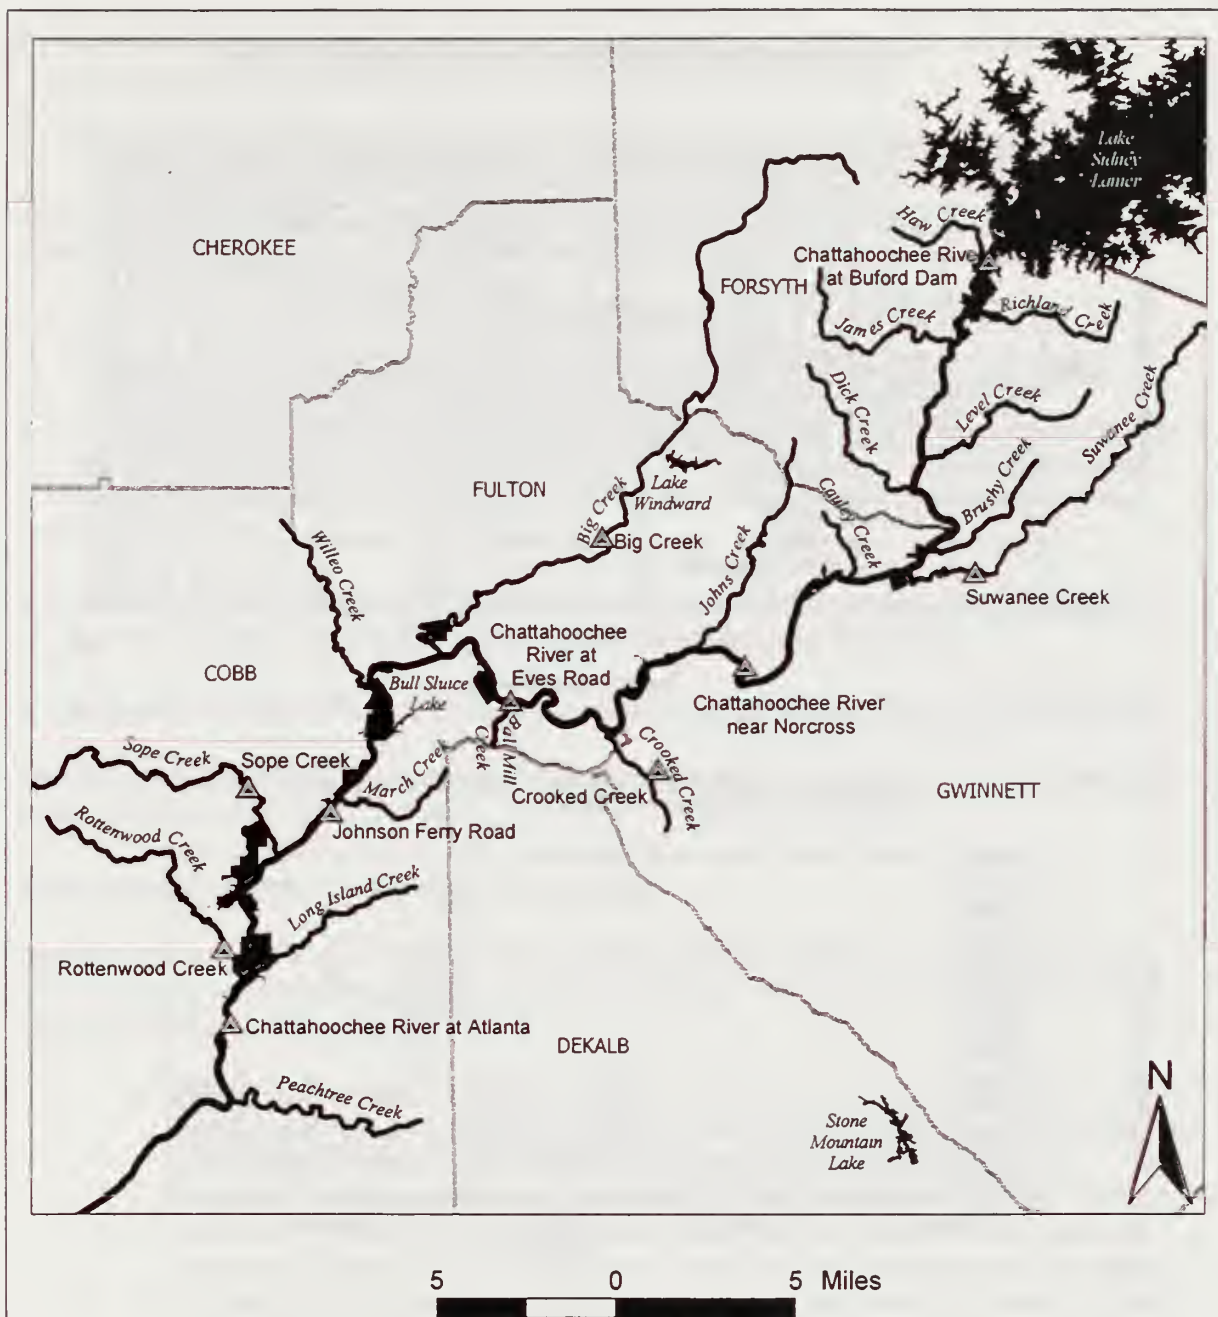 Lake
Sidney
Lanier
Haw Creek
CHEROKEE
Chattahoochee Rive
at Buford Dam
FORSYTH
Richland Creek
James Creek
Dick Creek
Level Creek
Suwanee Creek
FULTON
Lake
Windward
Big Creek
Big Creek
Brushy Creek
Cauley Creek
Willeo Creek
Johns Creek
Suwanee Creek
Chattahoochee
River at
Eves Road
COBB
Bull Sluice
Lake
Chattahoochee River
near Norcross
Sope Creek
Sope Creek
Ball Mill
Creek
Crooked Creek
March Creek
Crooked Creek
GWINNETT
Rottenwood Creek
Johnson Ferry Road
Long Island Creek
Rottenwood Creek
Chattahoochee River at Atlanta
DEKALB
Peachtree Creek
N
Stone
Mountain
Lake
5 0 5 Miles